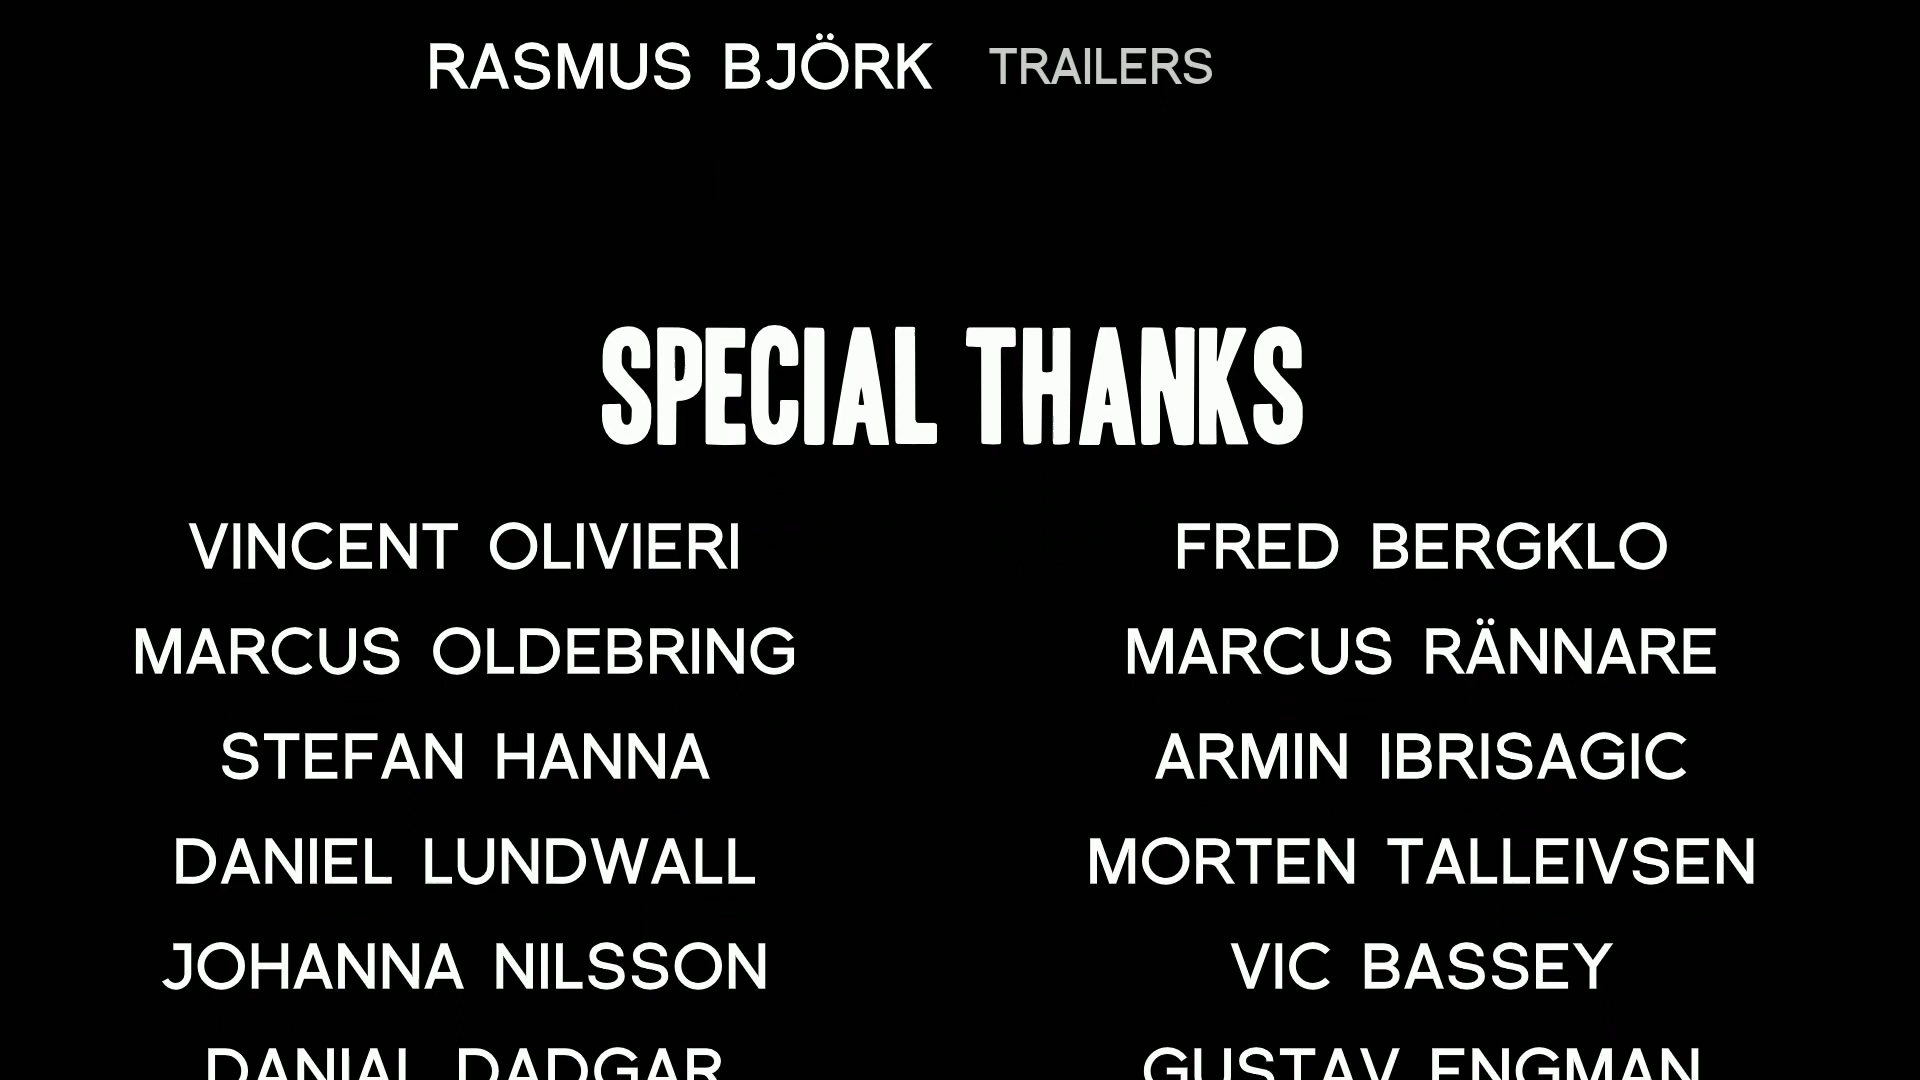 RASMUS BJÖRK TRAILERS
SPECIAL THANKS
VINCENT OLIVIERI FRED BERGKLO
MARCUS OLDEBRING MARCUS RÄNNARE
STEFAN HANNA ARMIN IBRISAGIC
DANIEL LUNDWALL MORTEN TALLEIVSEN
JOHANNA NILSSON VIC BASSEY
DANIAL DADGAR GUSTAV ENGMAN